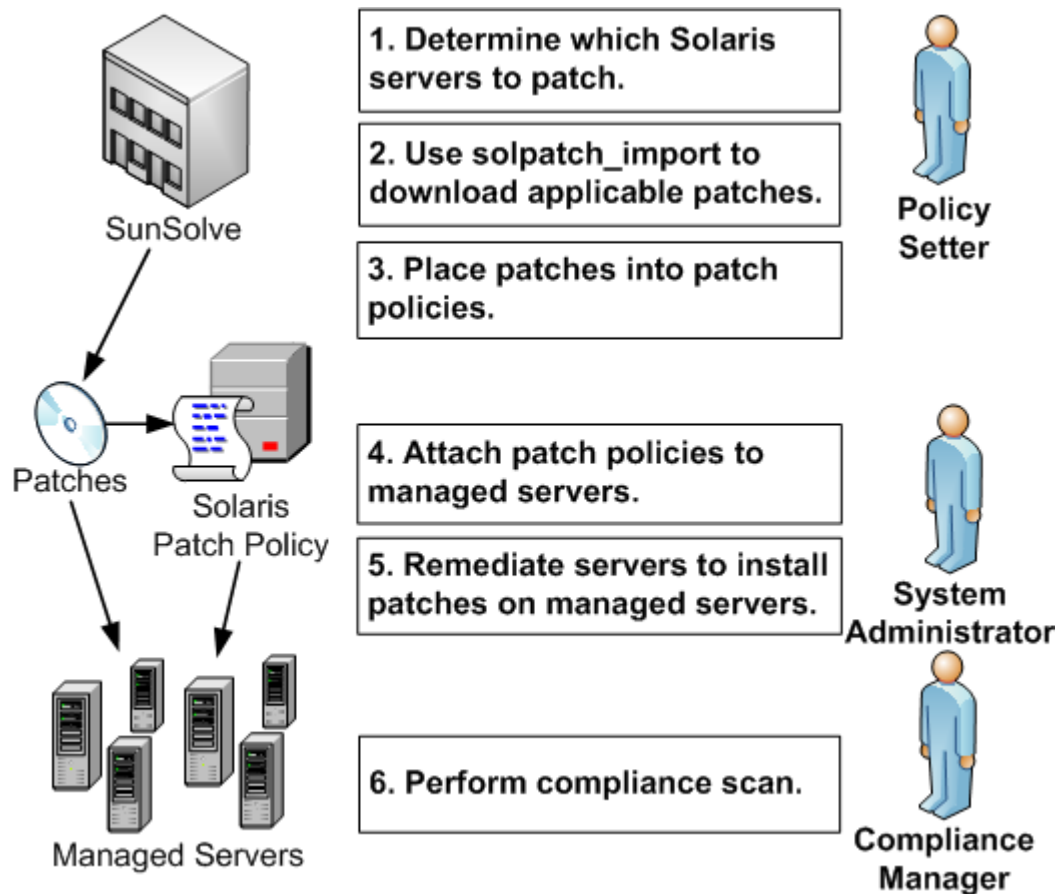 SunSolve
1. Determine which Solaris
servers to patch.
2. Use solpatch_import to
download applicable patches.
3. Place patches into patch
policies.
Policy
Setter
Patches
Solaris
Patch Policy
4. Attach patch policies to
managed servers.
5. Remediate servers to install
patches on managed servers.
System
Administrator
Managed Servers
6. Perform compliance scan.
Compliance
Manager